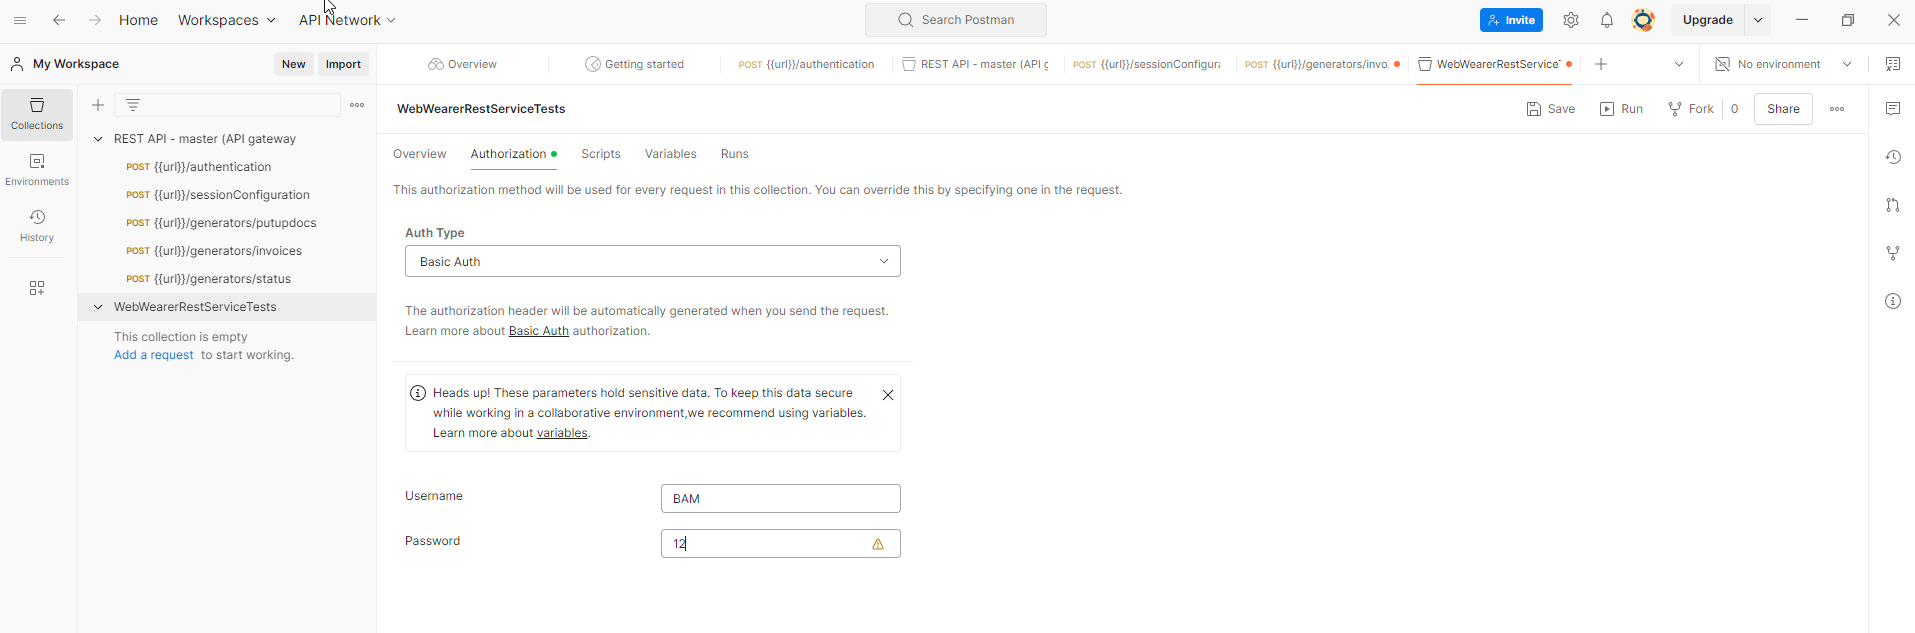 Home Workspaces API Network Search Postman Invite Upgrade
My Workspace New Import
Overview Getting started POST {{url}}/authentication REST API - master (API g POST {{url}}/sessionConfigura POST {{url}}/generators/invo WebWearerRestService No environment
Collections
Environments
History
REST API - master (API gateway
POST {{url}}/authentication
POST {{url}}/sessionConfiguration
POST {{url}}/generators/putupdocs
POST {{url}}/generators/invoices
POST {{url}}/generators/status
WebWearerRestServiceTests
This collection is empty
Add a request to start working.
WebWearerRestServiceTests Save Run Fork 0 Share
Overview Authorization Scripts Variables Runs
This authorization method will be used for every request in this collection. You can override this by specifying one in the request.
Auth Type
Basic Auth
The authorization header will be automatically generated when you send the request.
Learn more about Basic Auth authorization.
Heads up! These parameters hold sensitive data. To keep this data secure
while working in a collaborative environment,we recommend using variables.
Learn more about variables.
Username BAM
Password 12